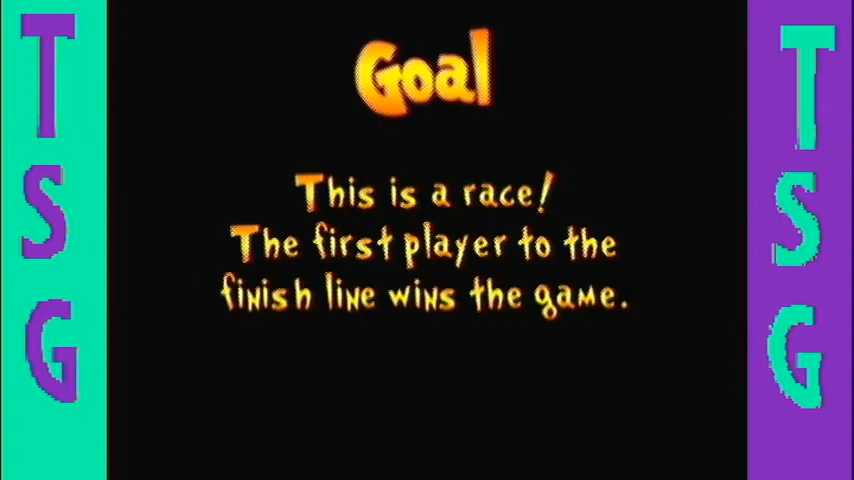 Goal
This is a race!
The first player to the
finish line wins the game.
T
S
G
T
S
G